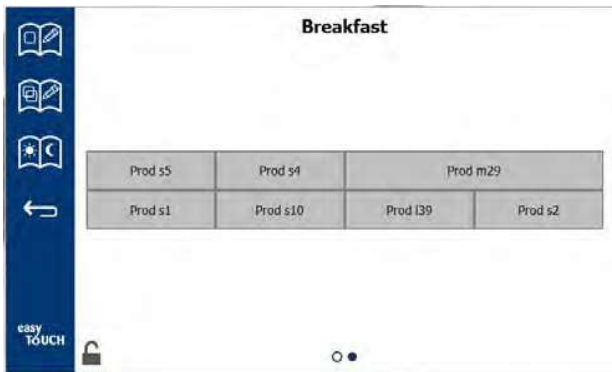 Breakfast
Prod s5 Prod s4 Prod m29
Prod s1 Prod s10 Prod l39 Prod s2
easy
TOUCH